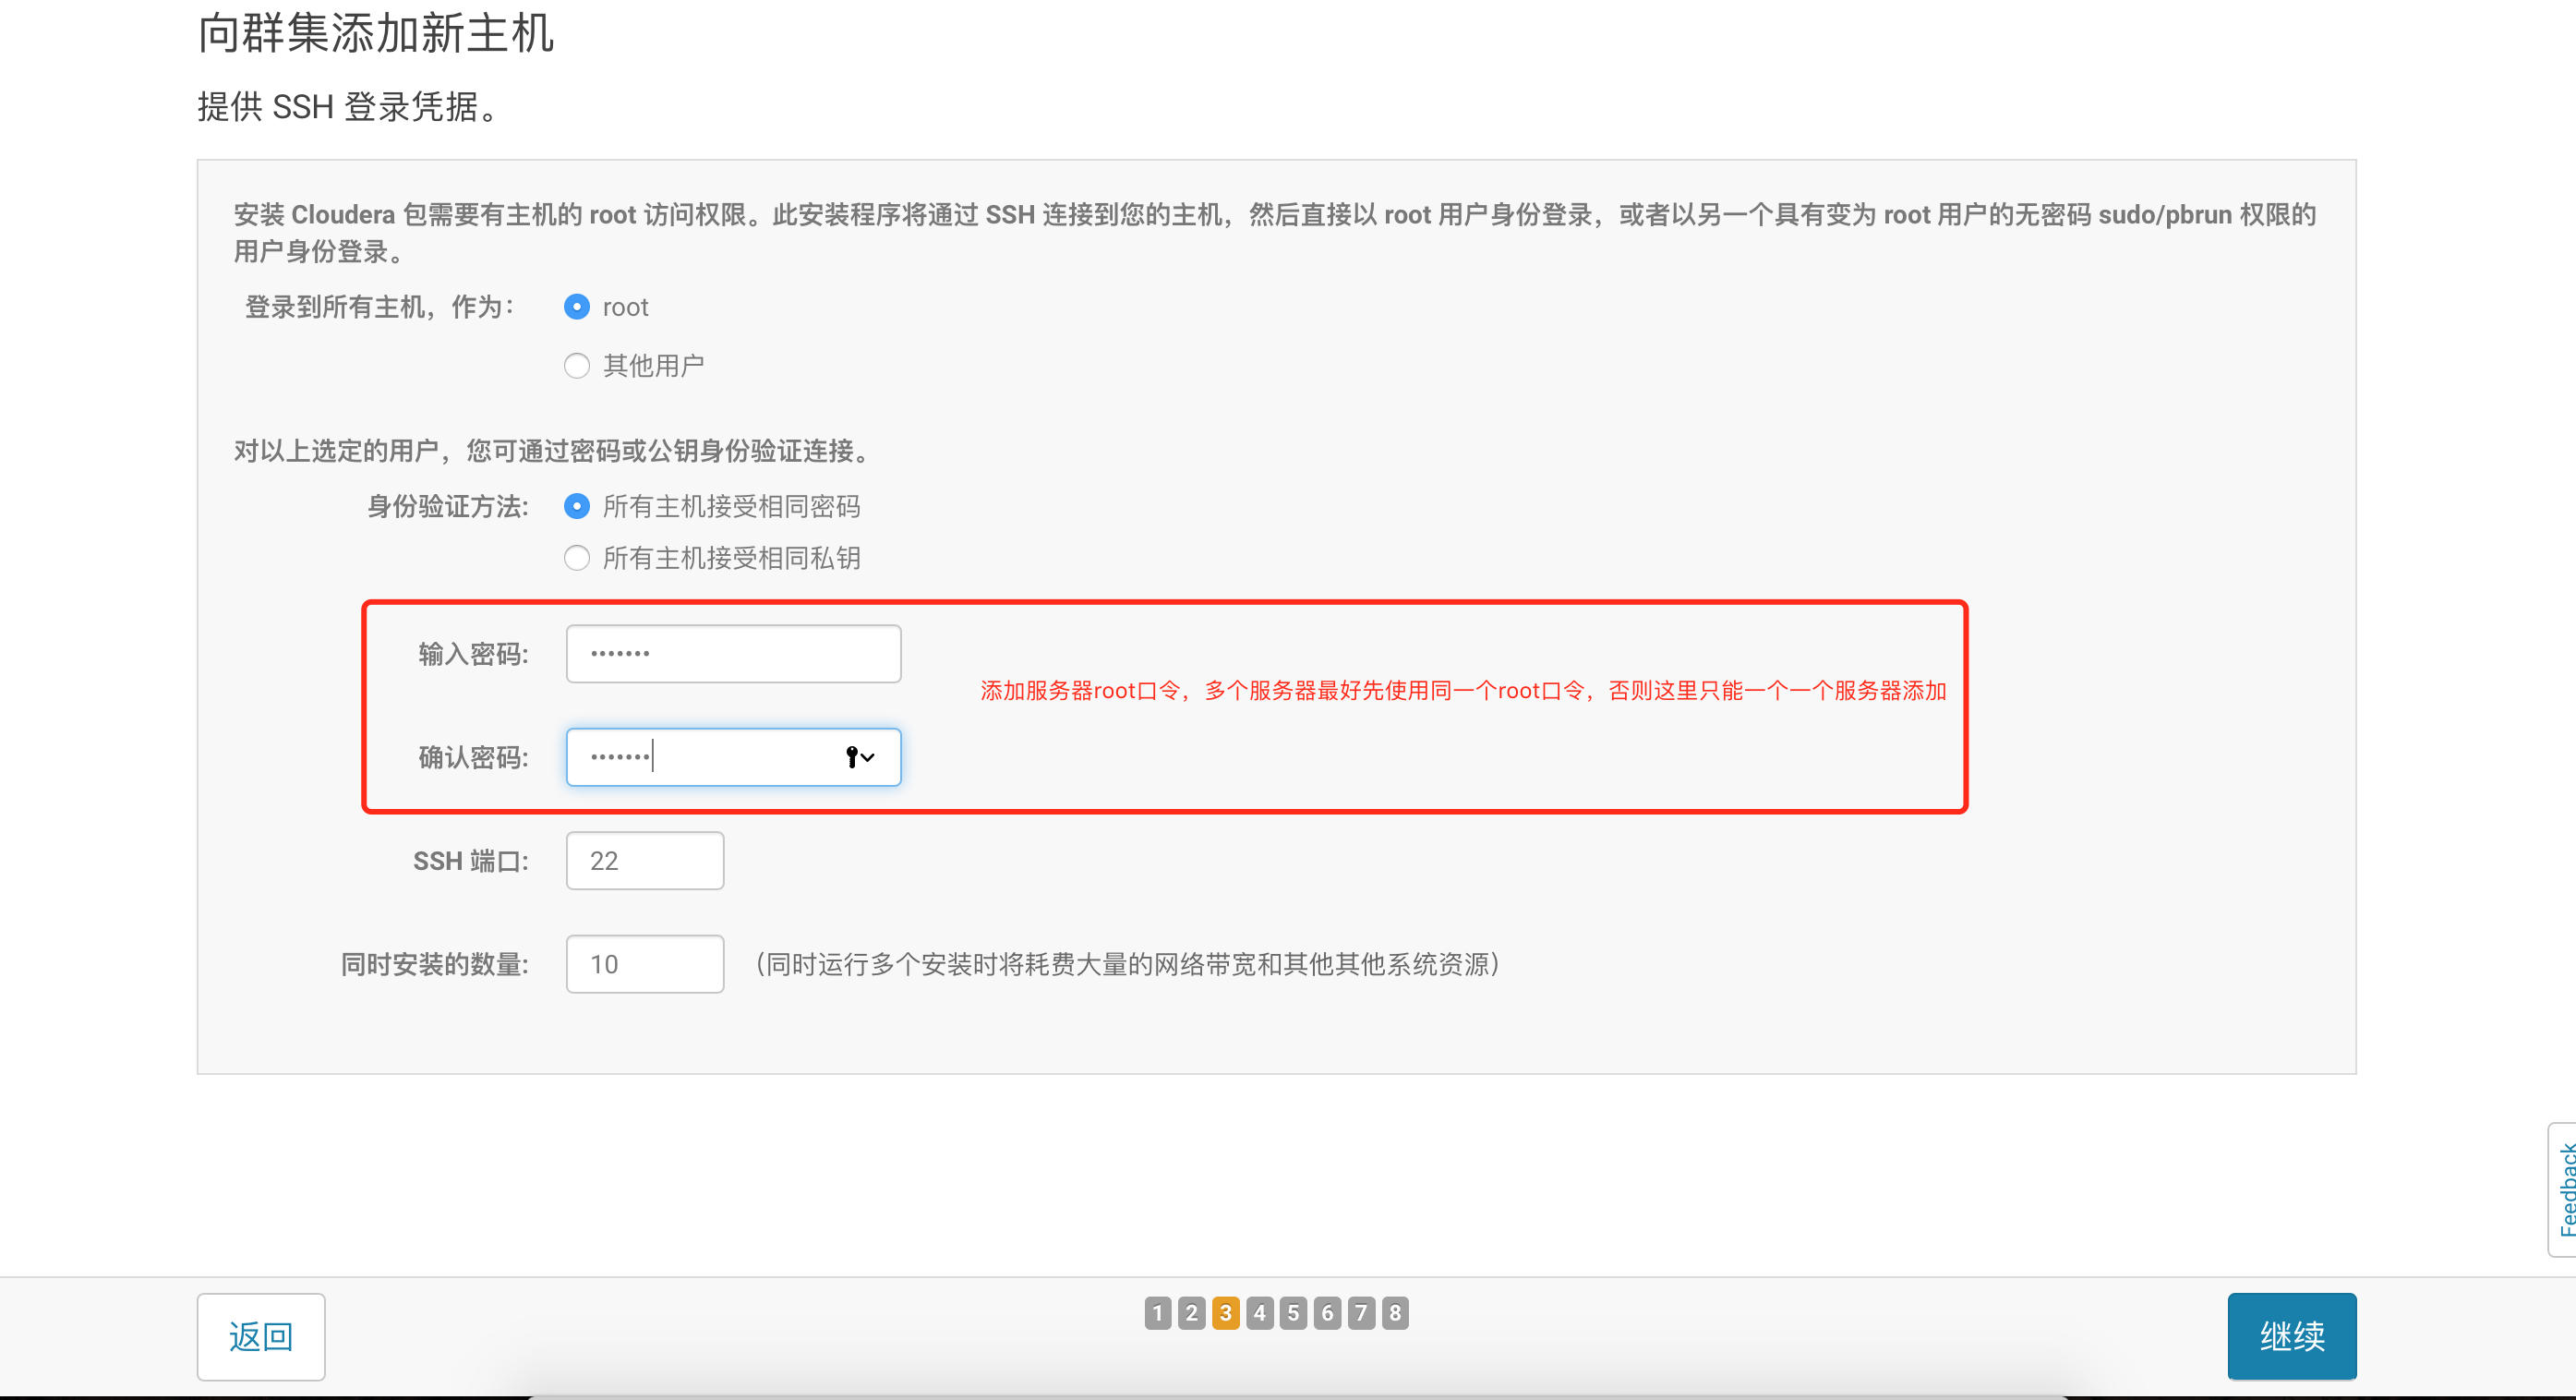 向群集添加新主机
提供 SSH 登录凭据。
安装 Cloudera 包需要有主机的 root 访问权限。此安装程序将通过 SSH 连接到您的主机，然后直接以 root 用户身份登录，或者以另一个具有变为 root 用户的无密码 sudo/pbrun 权限的
用户身份登录。
登录到所有主机，作为： root
其他用户
对以上选定的用户，您可通过密码或公钥身份验证连接。
身份验证方法: 所有主机接受相同密码
所有主机接受相同私钥
输入密码: •••••••
添加服务器root口令，多个服务器最好先使用同一个root口令，否则这里只能一个一个服务器添加
确认密码: •••••••
SSH 端口: 22
同时安装的数量: 10 （同时运行多个安装时将耗费大量的网络带宽和其他其他系统资源）
Feedback
返回 1 2 3 4 5 6 7 8 继续